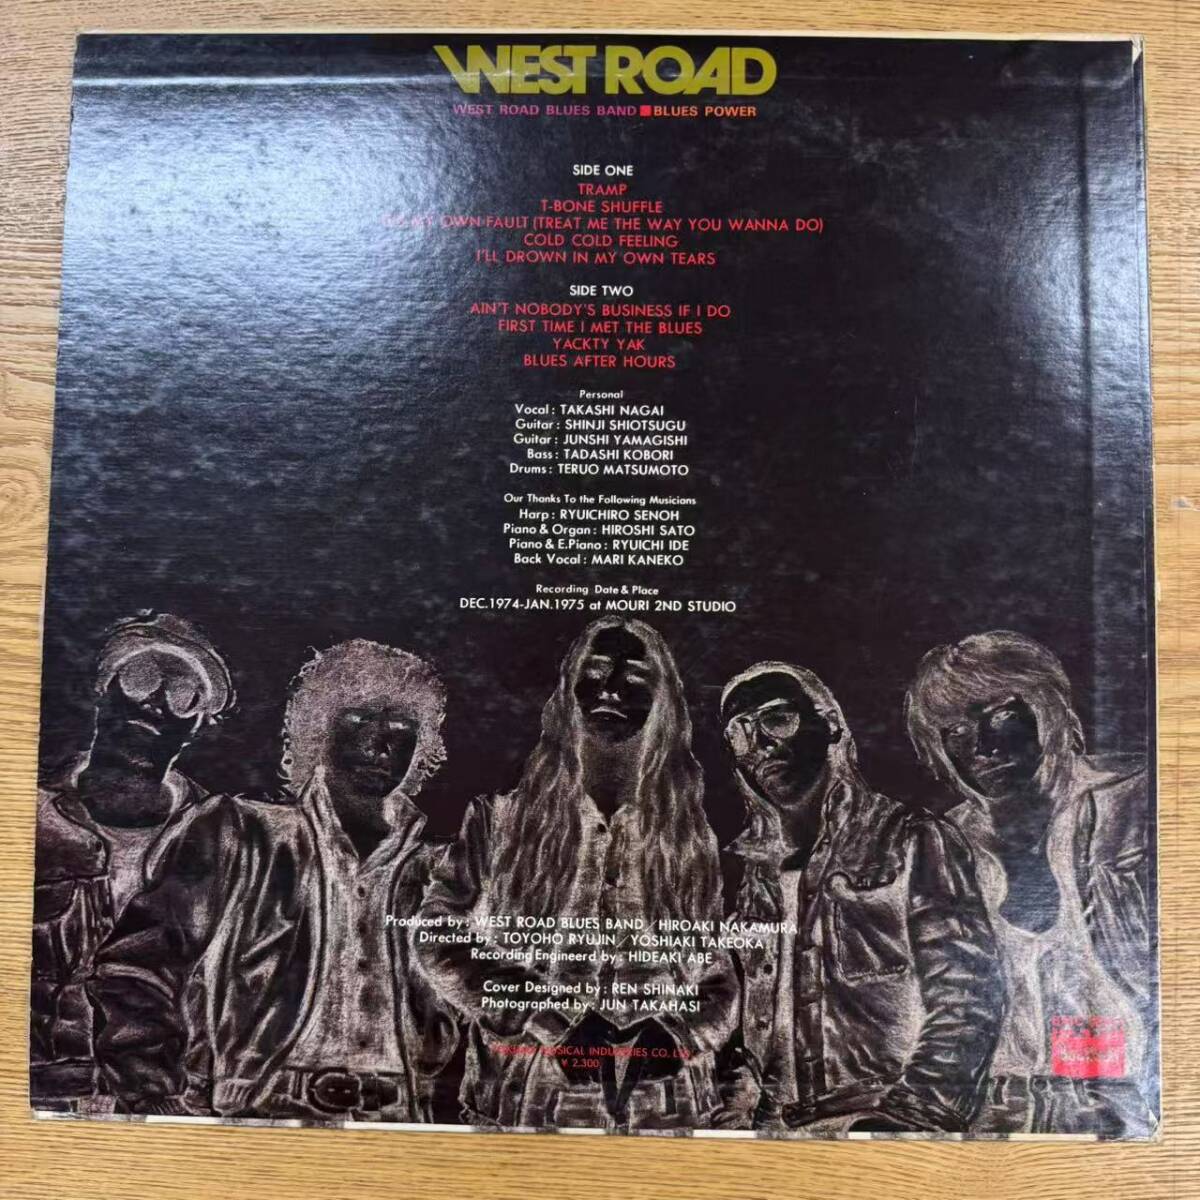 WEST ROAD
WEST ROAD BLUES BAND ■ BLUES POWER
SIDE ONE
TRAMP
T-BONE SHUFFLE
MY OWN FAULT (TREAT ME THE WAY YOU WANNA DO)
COLD COLD FEELING
I'LL DROWN IN MY OWN TEARS
SIDE TWO
AIN'T NOBODY'S BUSINESS IF I DO
FIRST TIME I MET THE BLUES
YACKTY YAK
BLUES AFTER HOURS
Personal
Vocal : TAKASHI NAGAI
Guitar : SHINJI SHIOTSUGU
Guitar : JUNSHI YAMAGISHI
Bass : TADASHI KOBORI
Drums : TERUO MATSUMOTO
Our Thanks To the Following Musicians
Harp : RYUICHIRO SENOH
Piano & Organ : HIROSHI SATO
Piano & E.Piano : RYUICHI IDE
Back Vocal : MARI KANEKO
Recording Date & Place
DEC.1974-JAN.1975 at MOURI 2ND STUDIO
Produced by : WEST ROAD BLUES BAND / HIROAKI NAKAMURA
Directed by : TOYOHO RYUJIN / YOSHIAKI TAKEOKA
Recording Engineerd by : HIDEAKI ABE
Cover Designed by : REN SHINAKI
Photographed by : JUN TAKAHASI
MUSICAL INDUSTRIES CO. LTD
¥ 2,300